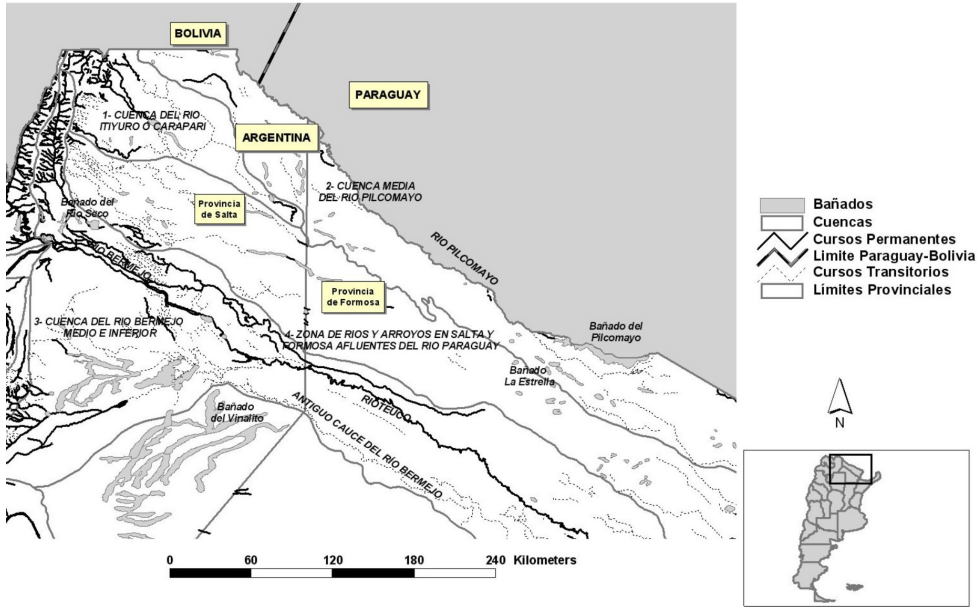 BOLIVIA
PARAGUAY
1- CUENCA DEL RIO
ITIYURO Ó CARAPARI
ARGENTINA
2- CUENCA MEDIA
DEL RIO PILCOMAYO
Bañado del
Río Seco
Provincia
de Salta
RIO BERMEJO
RIO PILCOMAYO
Provincia
de Formosa
3- CUENCA DEL RIO BERMEJO
MEDIO E INFERIOR
4- ZONA DE RIOS Y ARROYOS EN SALTA Y
FORMOSA AFLUENTES DEL RIO PARAGUAY
Bañado del
Pilcomayo
Bañado
La Estrella
Bañado
del Vinalito
RIO TEUCO
ANTIGUO CAUCE DEL RÍO BERMEJO
Bañados
Cuencas
Cursos Permanentes
Limite Paraguay-Bolivia
Cursos Transitorios
Límites Provinciales
N
0 60 120 180 240 Kilometers